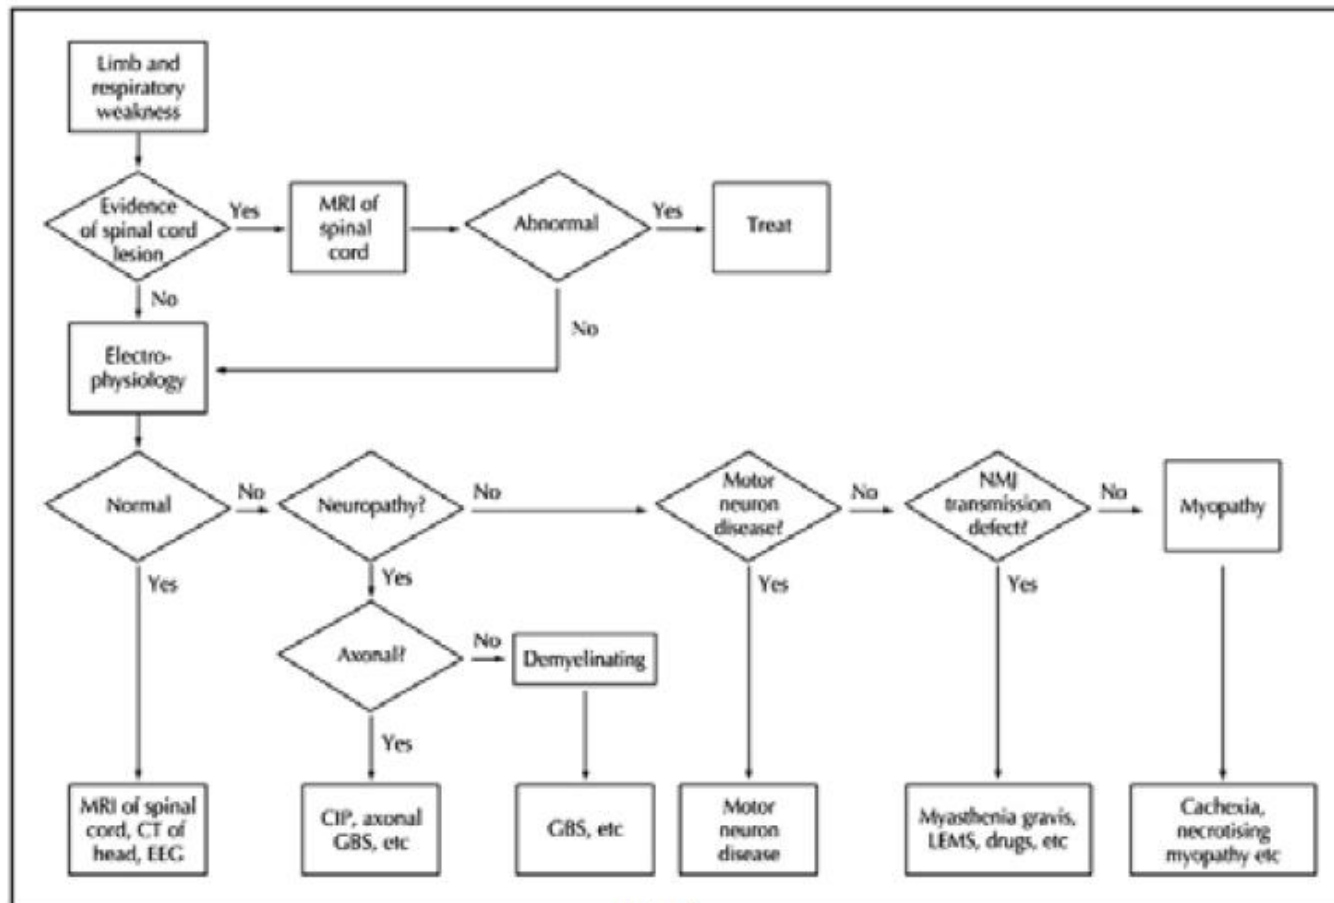 Limb and
respiratory
weakness
Evidence
of spinal cord
lesion
Yes
MRI of
spinal
cord
Abnormal
Yes
Treat
No
No
Electro-
physiology
Normal
No
Neuropathy?
No
Motor
neuron
disease?
No
NMJ
transmission
defect?
No
Myopathy
Yes
Yes
Yes
Yes
Axonal?
No
Demyelinating
Yes
MRI of spinal
cord, CT of
head, EEG
CIP, axonal
GBS, etc
GBS, etc
Motor
neuron
disease
Myasthenia gravis,
LEMS, drugs, etc
Cachexia,
necrotising
myopathy etc